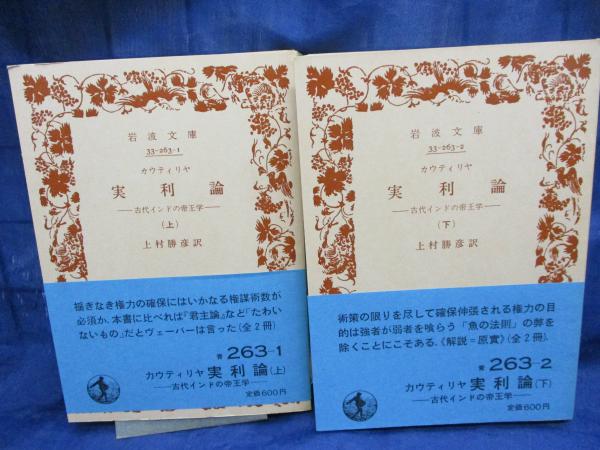 岩波文庫
33-263-1
カウティリヤ
実利論
――古代インドの帝王学――
(上)
上村勝彦訳
揺ぎなき権力の確保にはいかなる権謀術数が
必須か.本書に比べれば『君主論』など「たわい
ないもの」だとヴェーバーは言った(全2冊)
青 263-1
カウティリヤ 実利論(上)
――古代インドの帝王学――
定価600円
岩波文庫
33-263-2
カウティリヤ
実利論
――古代インドの帝王学――
(下)
上村勝彦訳
術策の限りを尽して確保伸張される権力の目
的は強者が弱者を喰らう「魚の法則」の弊を
除くことにこそある.《解説=原實》(全2冊).
青 263-2
カウティリヤ 実利論(下)
――古代インドの帝王学――
定価600円